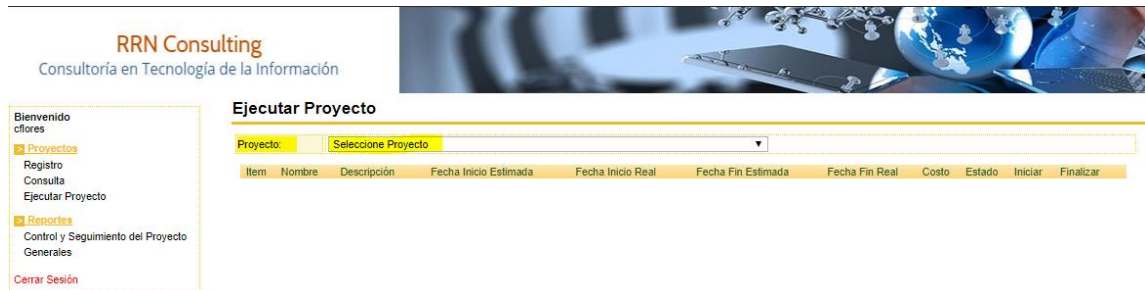 RRN Consulting
Consultoría en Tecnología de la Información
Bienvenido
cflores
Proyectos
Registro
Consulta
Ejecutar Proyecto
Reportes
Control y Seguimiento del Proyecto
Generales
Cerrar Sesión
Ejecutar Proyecto
Proyecto: Seleccione Proyecto
Item Nombre Descripción Fecha Inicio Estimada Fecha Inicio Real Fecha Fin Estimada Fecha Fin Real Costo Estado Iniciar Finalizar